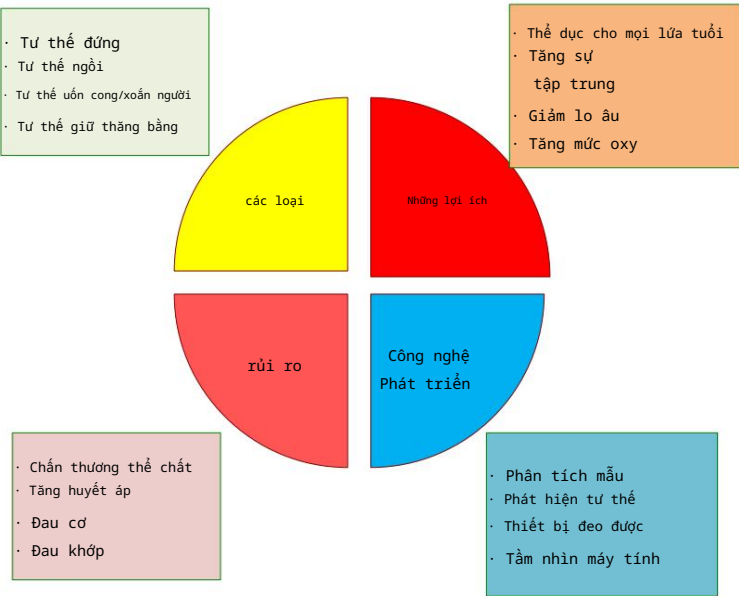 · Tư thế đứng
· Tư thế ngồi
· Tư thế uốn cong/xoắn người
· Tư thế giữ thăng bằng
· Thể dục cho mọi lứa tuổi
· Tăng sự
tập trung
· Giảm lo âu
· Tăng mức oxy
các loại
Những lợi ích
rủi ro
Công nghệ
Phát triển
· Chấn thương thể chất
· Tăng huyết áp
· Đau cơ
· Đau khớp
· Phân tích mẫu
· Phát hiện tư thế
· Thiết bị đeo được
· Tầm nhìn máy tính